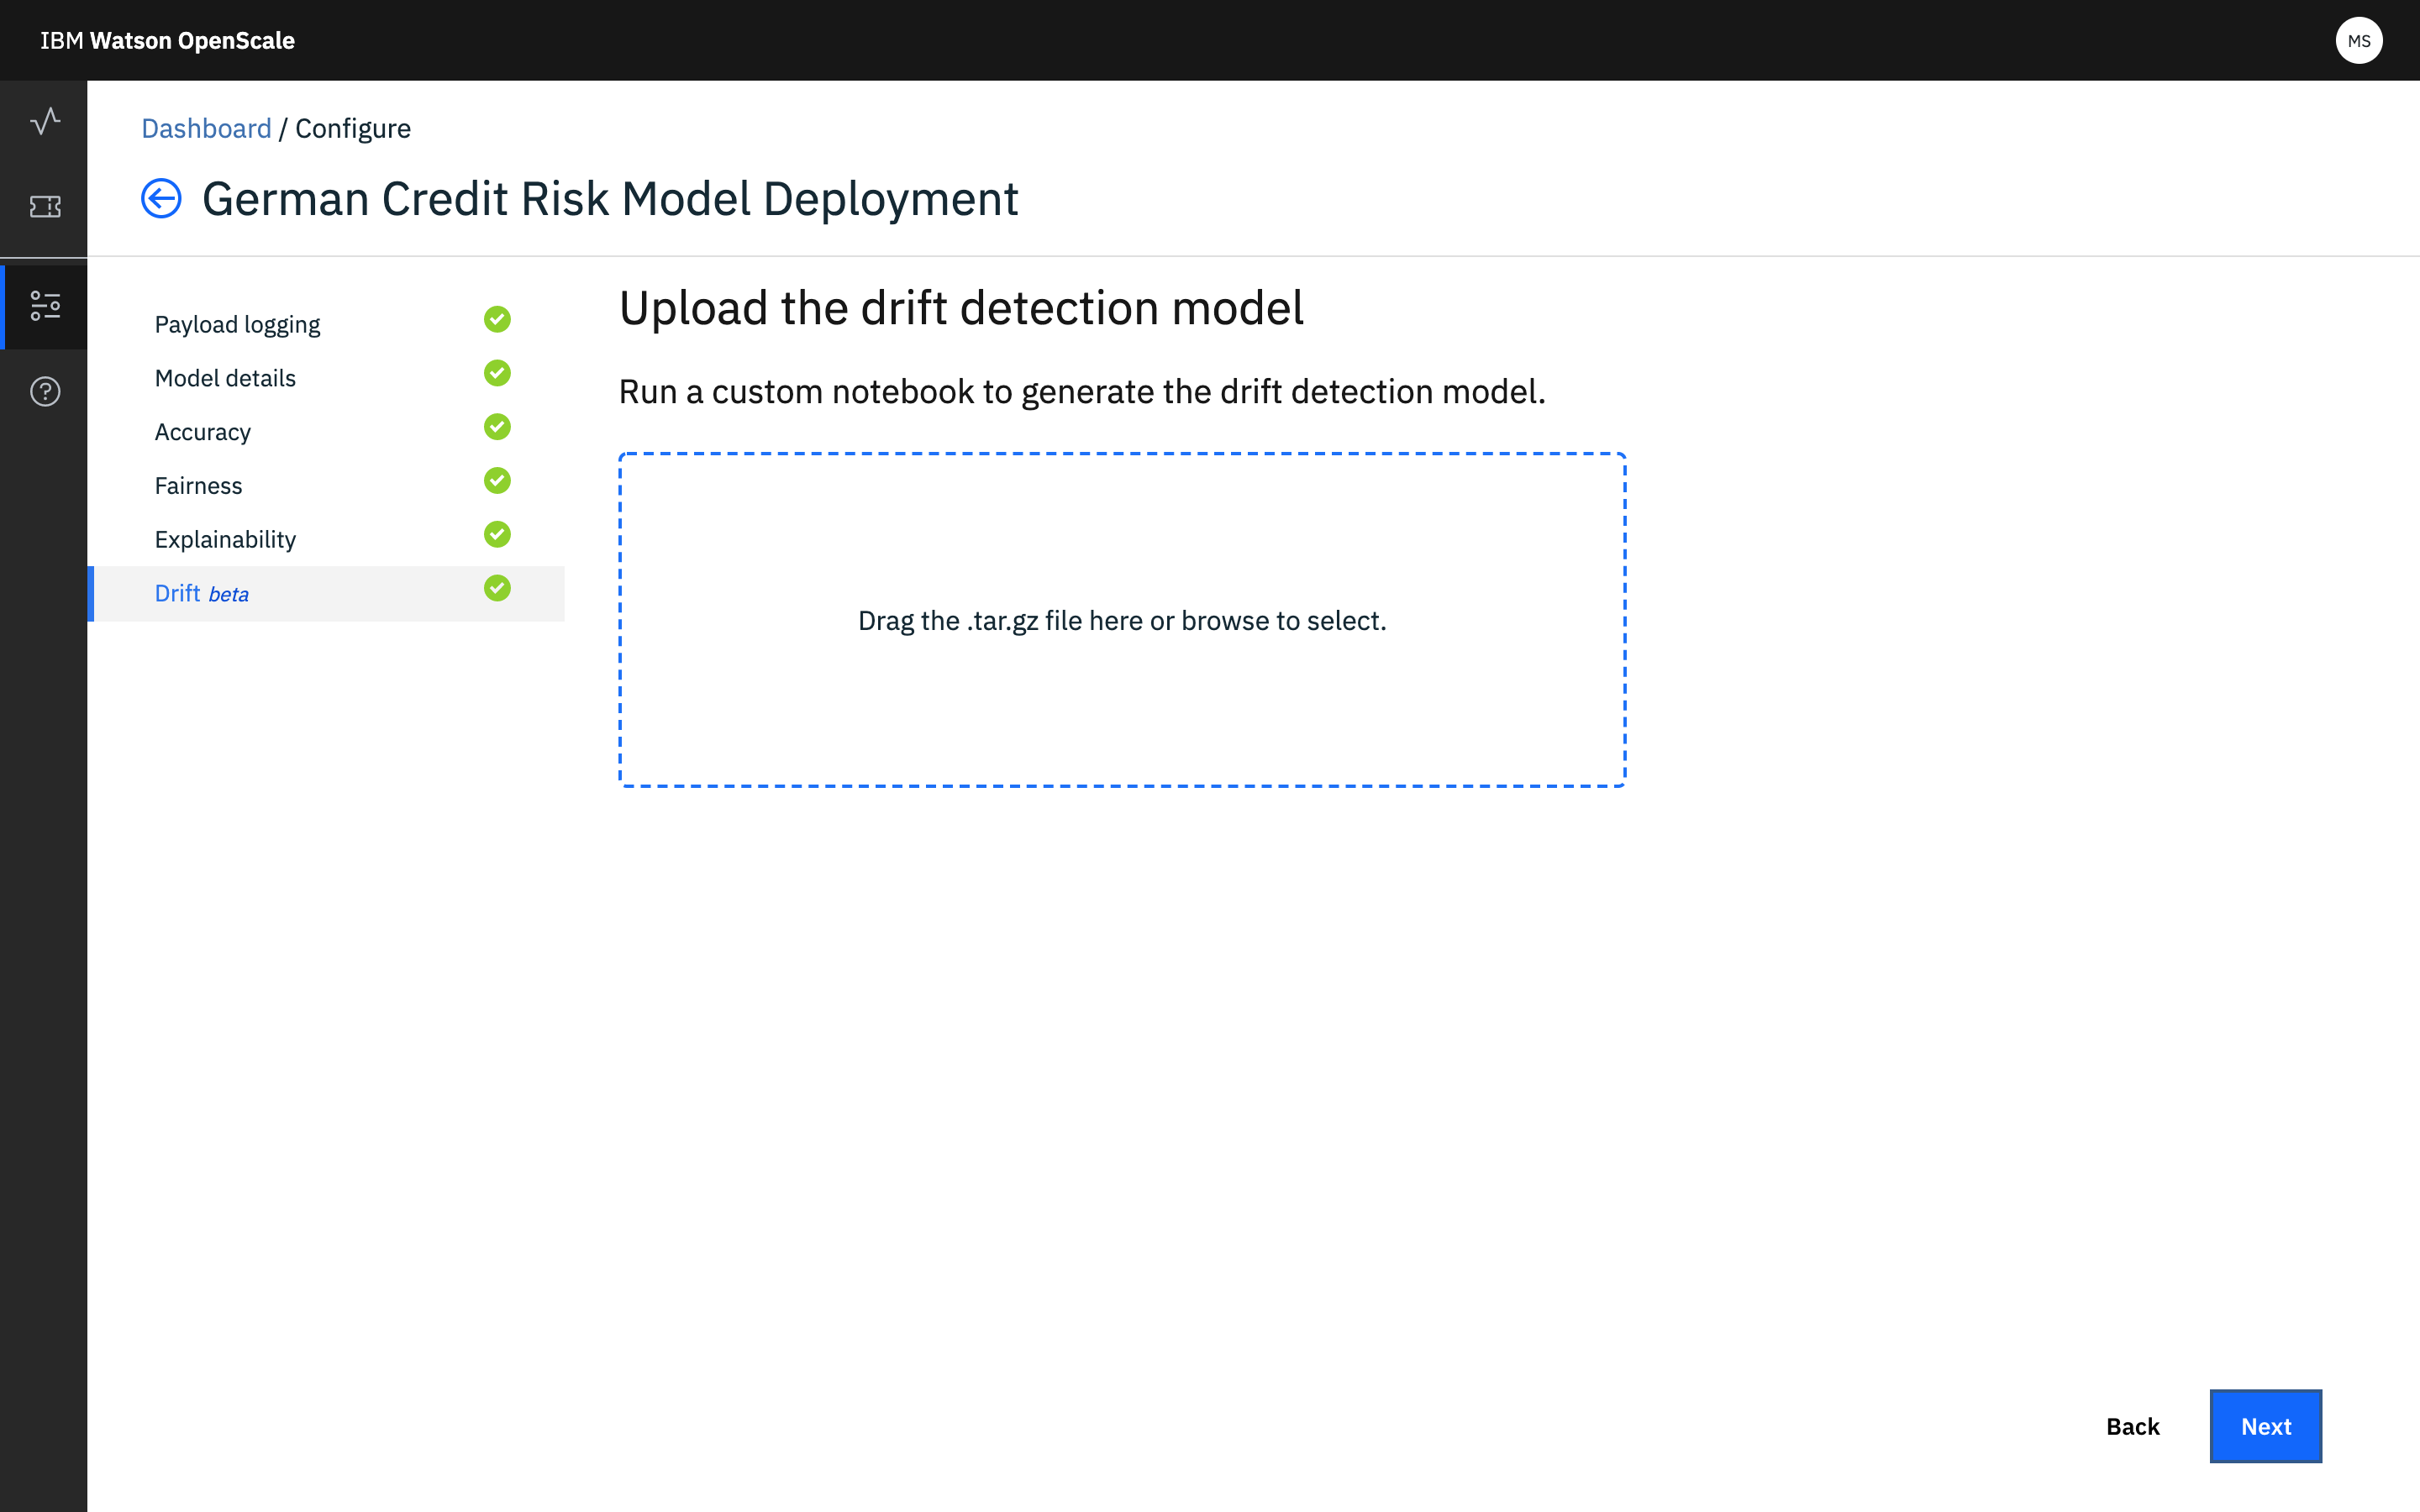 IBM Watson OpenScale
MS
Dashboard / Configure
German Credit Risk Model Deployment
Payload logging
Model details
Accuracy
Fairness
Explainability
Drift beta
Upload the drift detection model
Run a custom notebook to generate the drift detection model.
Drag the .tar.gz file here or browse to select.
Back
Next